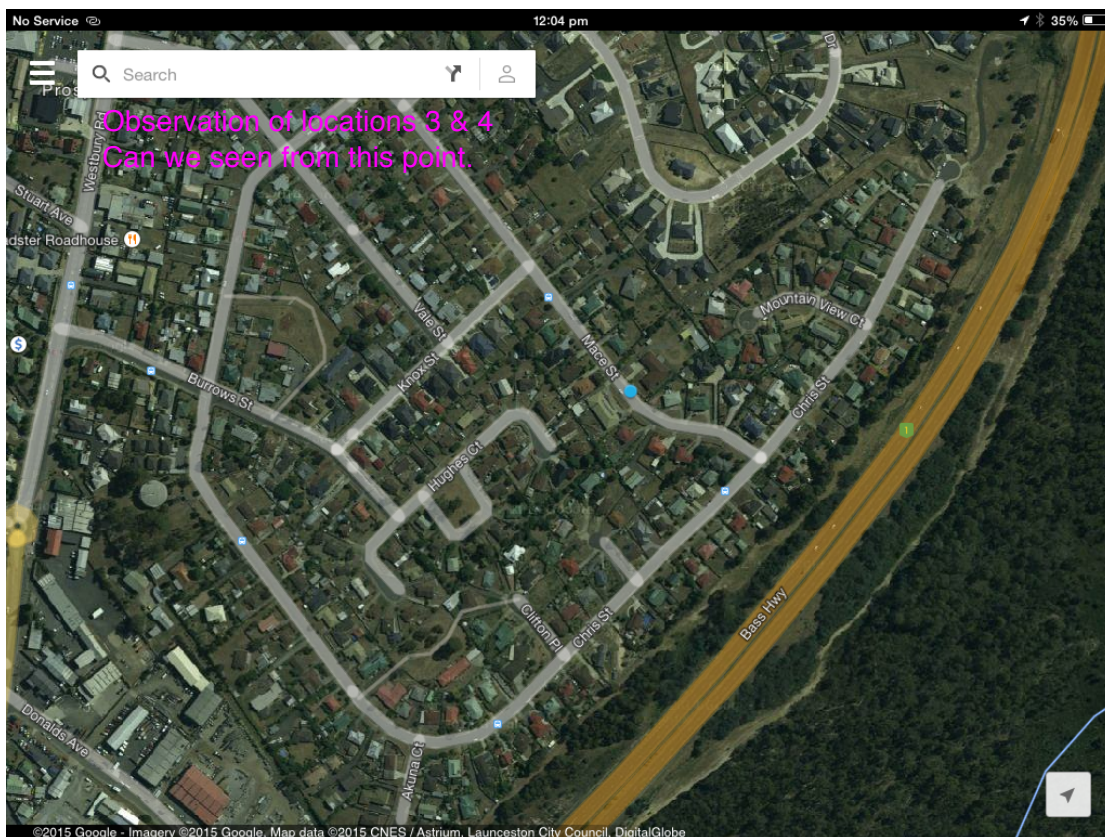 No Service
12:04 pm
35%
Search
Pros
Observation of locations 3 & 4
Can we seen from this point.
Dr
Westbury Rd
Stuart Ave
adster Roadhouse
Vale St
Knox St
Mace St
Mountain View Ct
Chris St
Burrows St
Hughes Ct
1
$
Clifton Pl
Chris St
Bass Hwy
Donalds Ave
Akuna Ct
©2015 Google - Imagery ©2015 Google, Map data ©2015 CNES / Astrium, Launceston City Council, DigitalGlobe